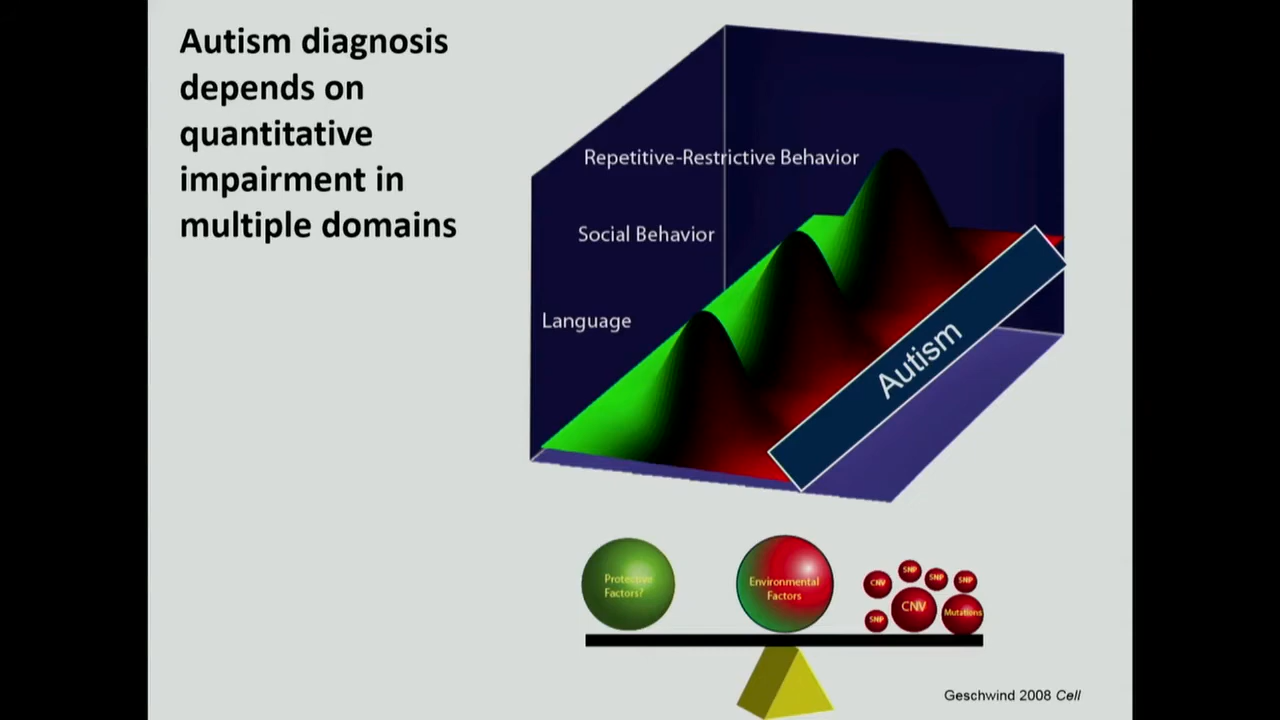 Autism diagnosis
depends on
quantitative
impairment in
multiple domains
Repetitive-Restrictive Behavior
Social Behavior
Language
Autism
Protective
Factors?
Environmental
Factors
CNV
SNP
SNP
SNP
SNP
CNV
Mutations
Geschwind 2008 Cell